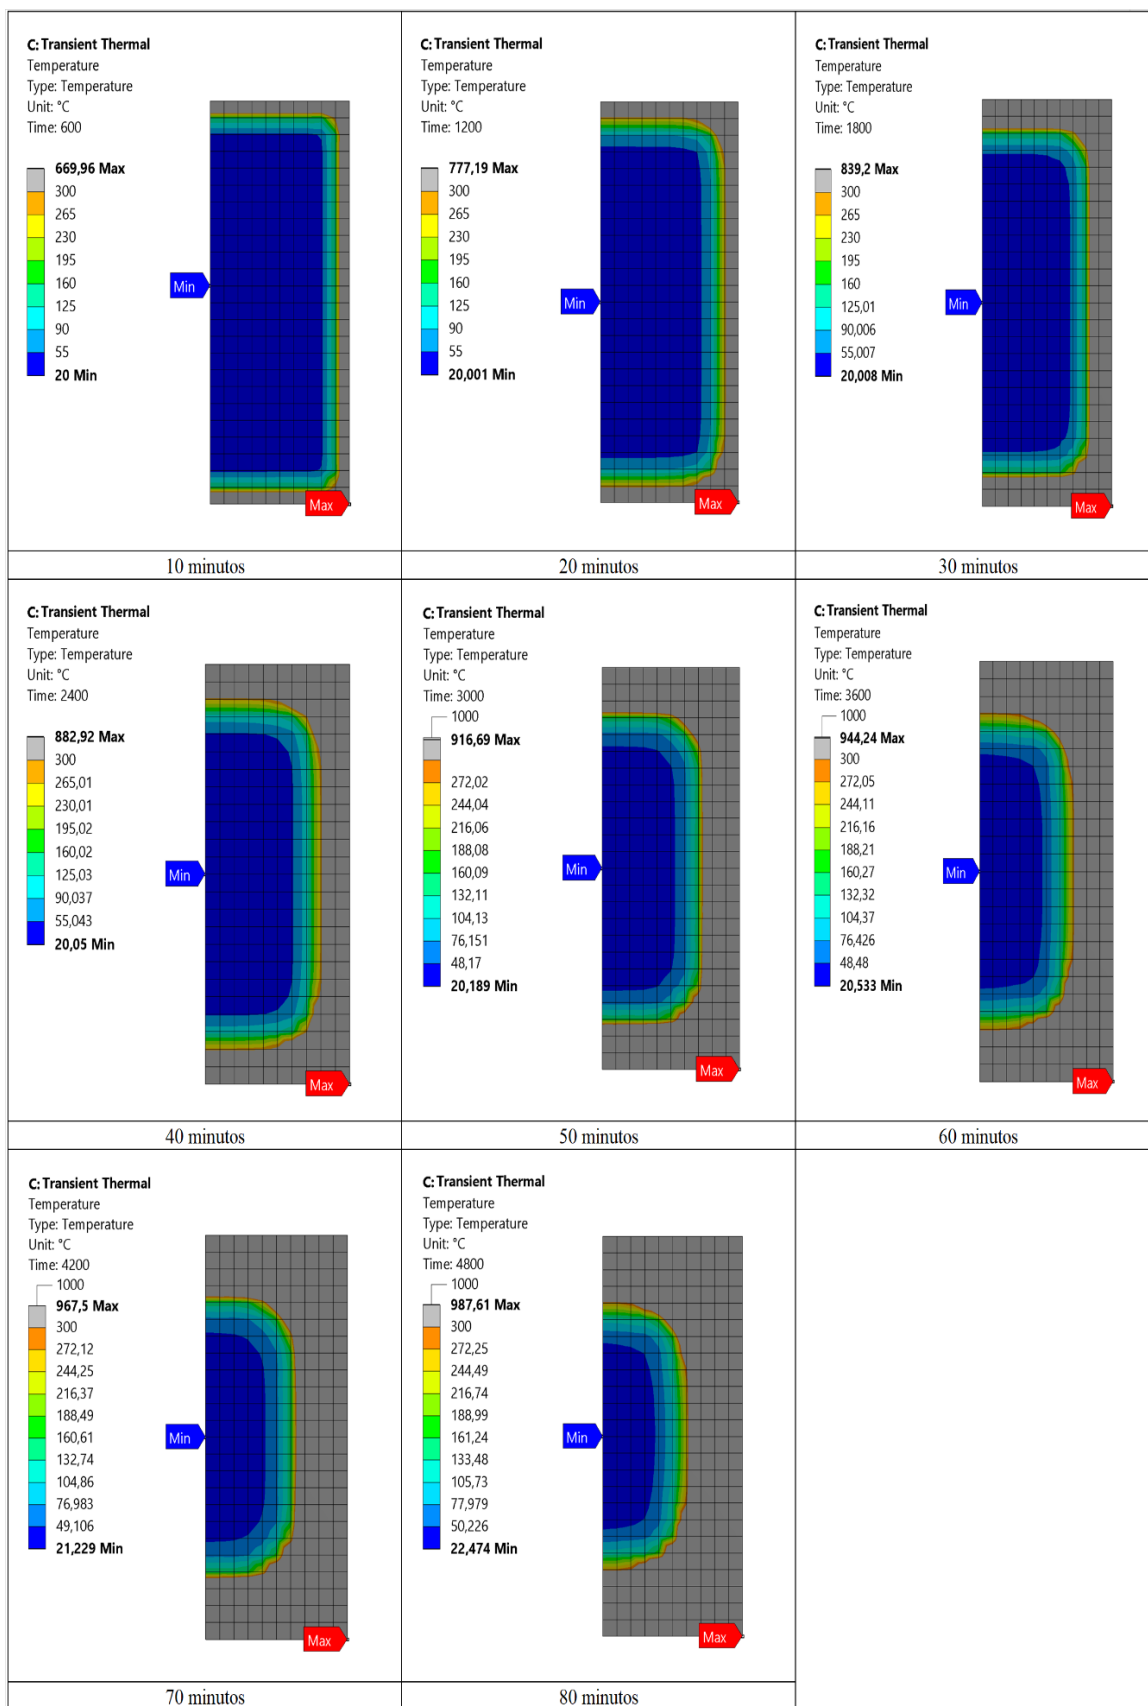 C: Transient Thermal
Temperature
Type: Temperature
Unit: °C
Time: 600
669,96 Max
300
265
230
195
160
125
90
55
20 Min
Min
Max
10 minutos
C: Transient Thermal
Temperature
Type: Temperature
Unit: °C
Time: 1200
777,19 Max
300
265
230
195
160
125
90
55
20,001 Min
Min
Max
20 minutos
C: Transient Thermal
Temperature
Type: Temperature
Unit: °C
Time: 1800
839,2 Max
300
265
230
195
160
125,01
90,006
55,007
20,008 Min
Min
Max
30 minutos
C: Transient Thermal
Temperature
Type: Temperature
Unit: °C
Time: 2400
882,92 Max
300
265,01
230,01
195,02
160,02
125,03
90,037
55,043
20,05 Min
Min
Max
40 minutos
C: Transient Thermal
Temperature
Type: Temperature
Unit: °C
Time: 3000
1000
916,69 Max
272,02
244,04
216,06
188,08
160,09
132,11
104,13
76,151
48,17
20,189 Min
Min
Max
50 minutos
C: Transient Thermal
Temperature
Type: Temperature
Unit: °C
Time: 3600
1000
944,24 Max
300
272,05
244,11
216,16
188,21
160,27
132,32
104,37
76,426
48,48
20,533 Min
Min
Max
60 minutos
C: Transient Thermal
Temperature
Type: Temperature
Unit: °C
Time: 4200
1000
967,5 Max
300
272,12
244,25
216,37
188,49
160,61
132,74
104,86
76,983
49,106
21,229 Min
Min
Max
70 minutos
C: Transient Thermal
Temperature
Type: Temperature
Unit: °C
Time: 4800
1000
987,61 Max
300
272,25
244,49
216,74
188,99
161,24
133,48
105,73
77,979
50,226
22,474 Min
Min
Max
80 minutos